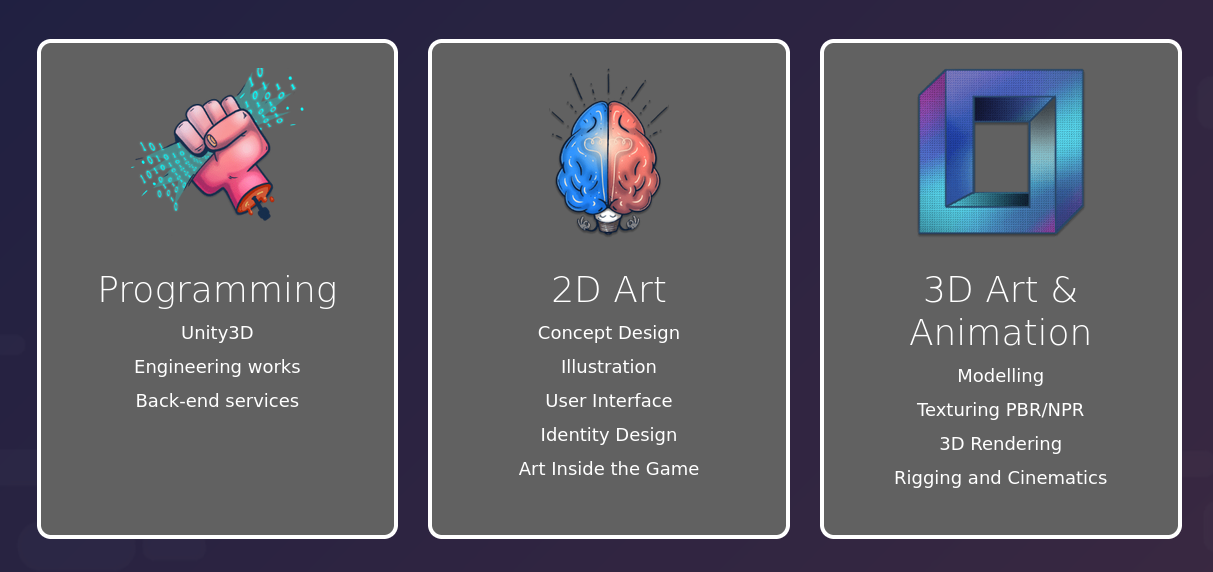 Programming
Unity3D
Engineering works
Back-end services
2D Art
Concept Design
Illustration
User Interface
Identity Design
Art Inside the Game
3D Art &
Animation
Modelling
Texturing PBR/NPR
3D Rendering
Rigging and Cinematics